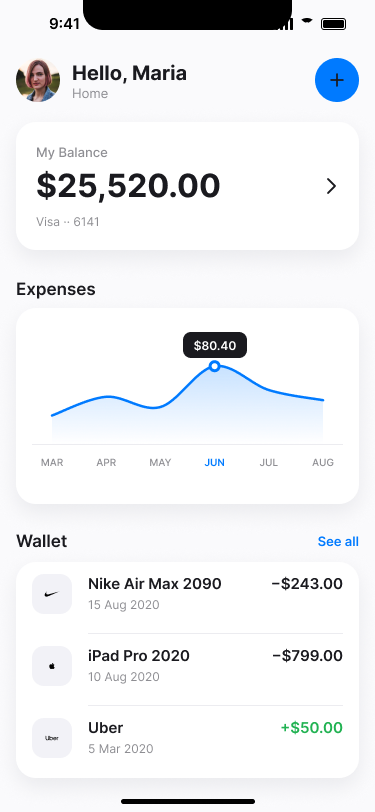 9:41
Hello, Maria
Home
My Balance
$25,520.00
Visa ·· 6141
Expenses
$80.40
MAR APR MAY JUN JUL AUG
Wallet See all
Nike Air Max 2090 −$243.00
15 Aug 2020
iPad Pro 2020 −$799.00
10 Aug 2020
Uber Uber +$50.00
5 Mar 2020